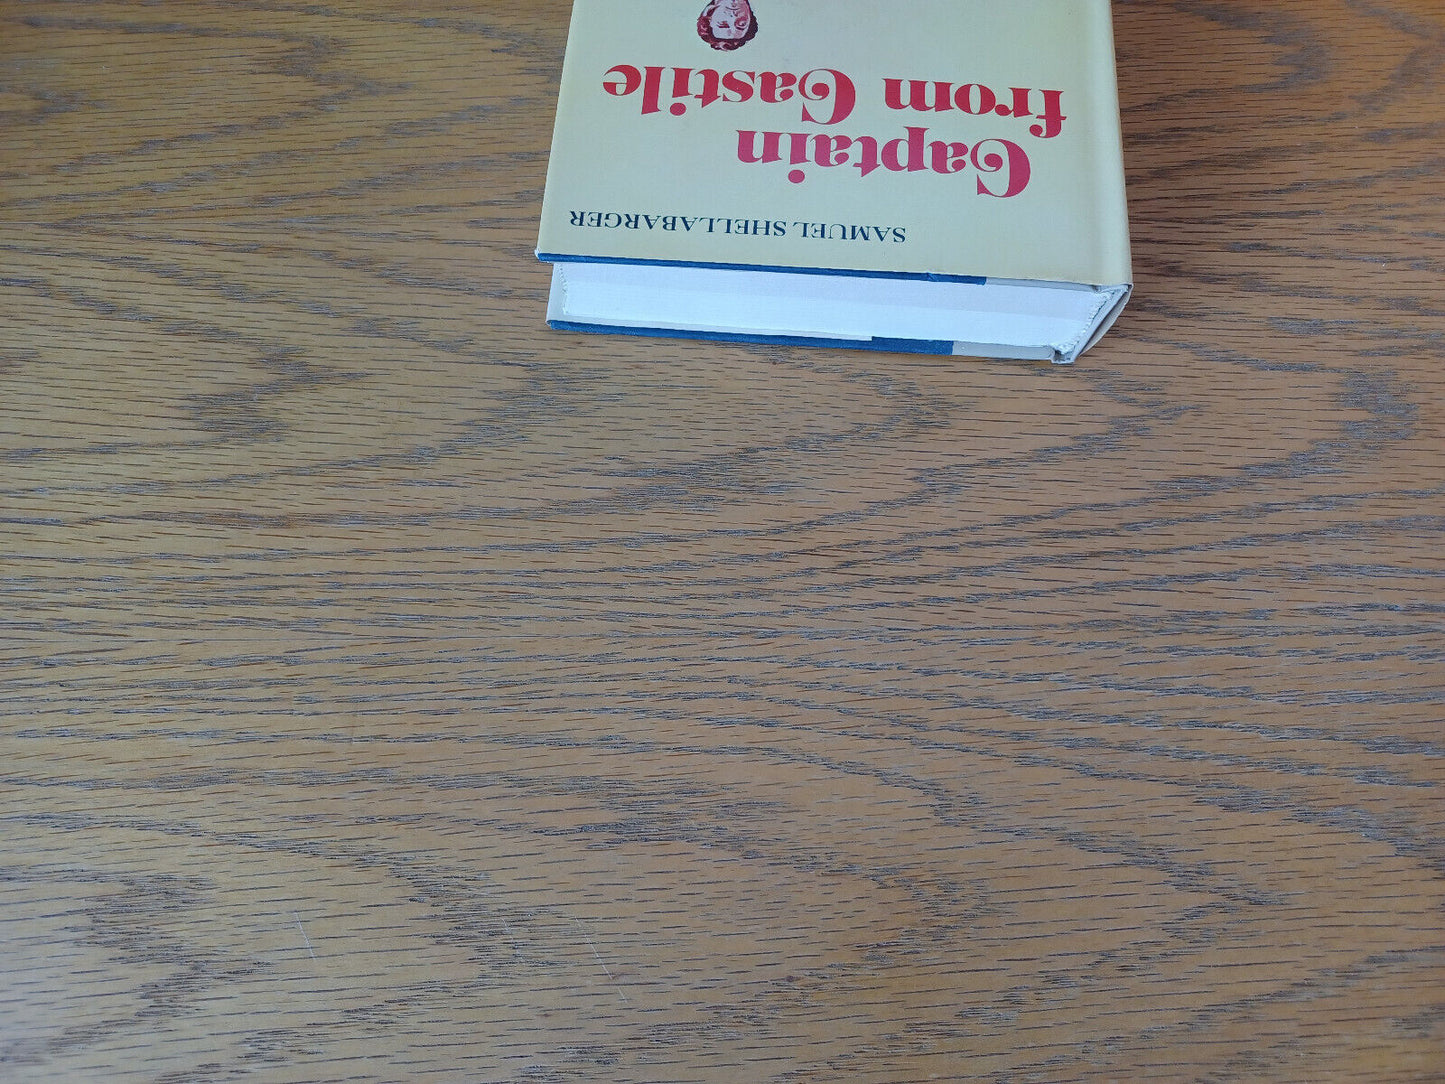 SAMUEL SHELLABARGER
Captain
from Castile